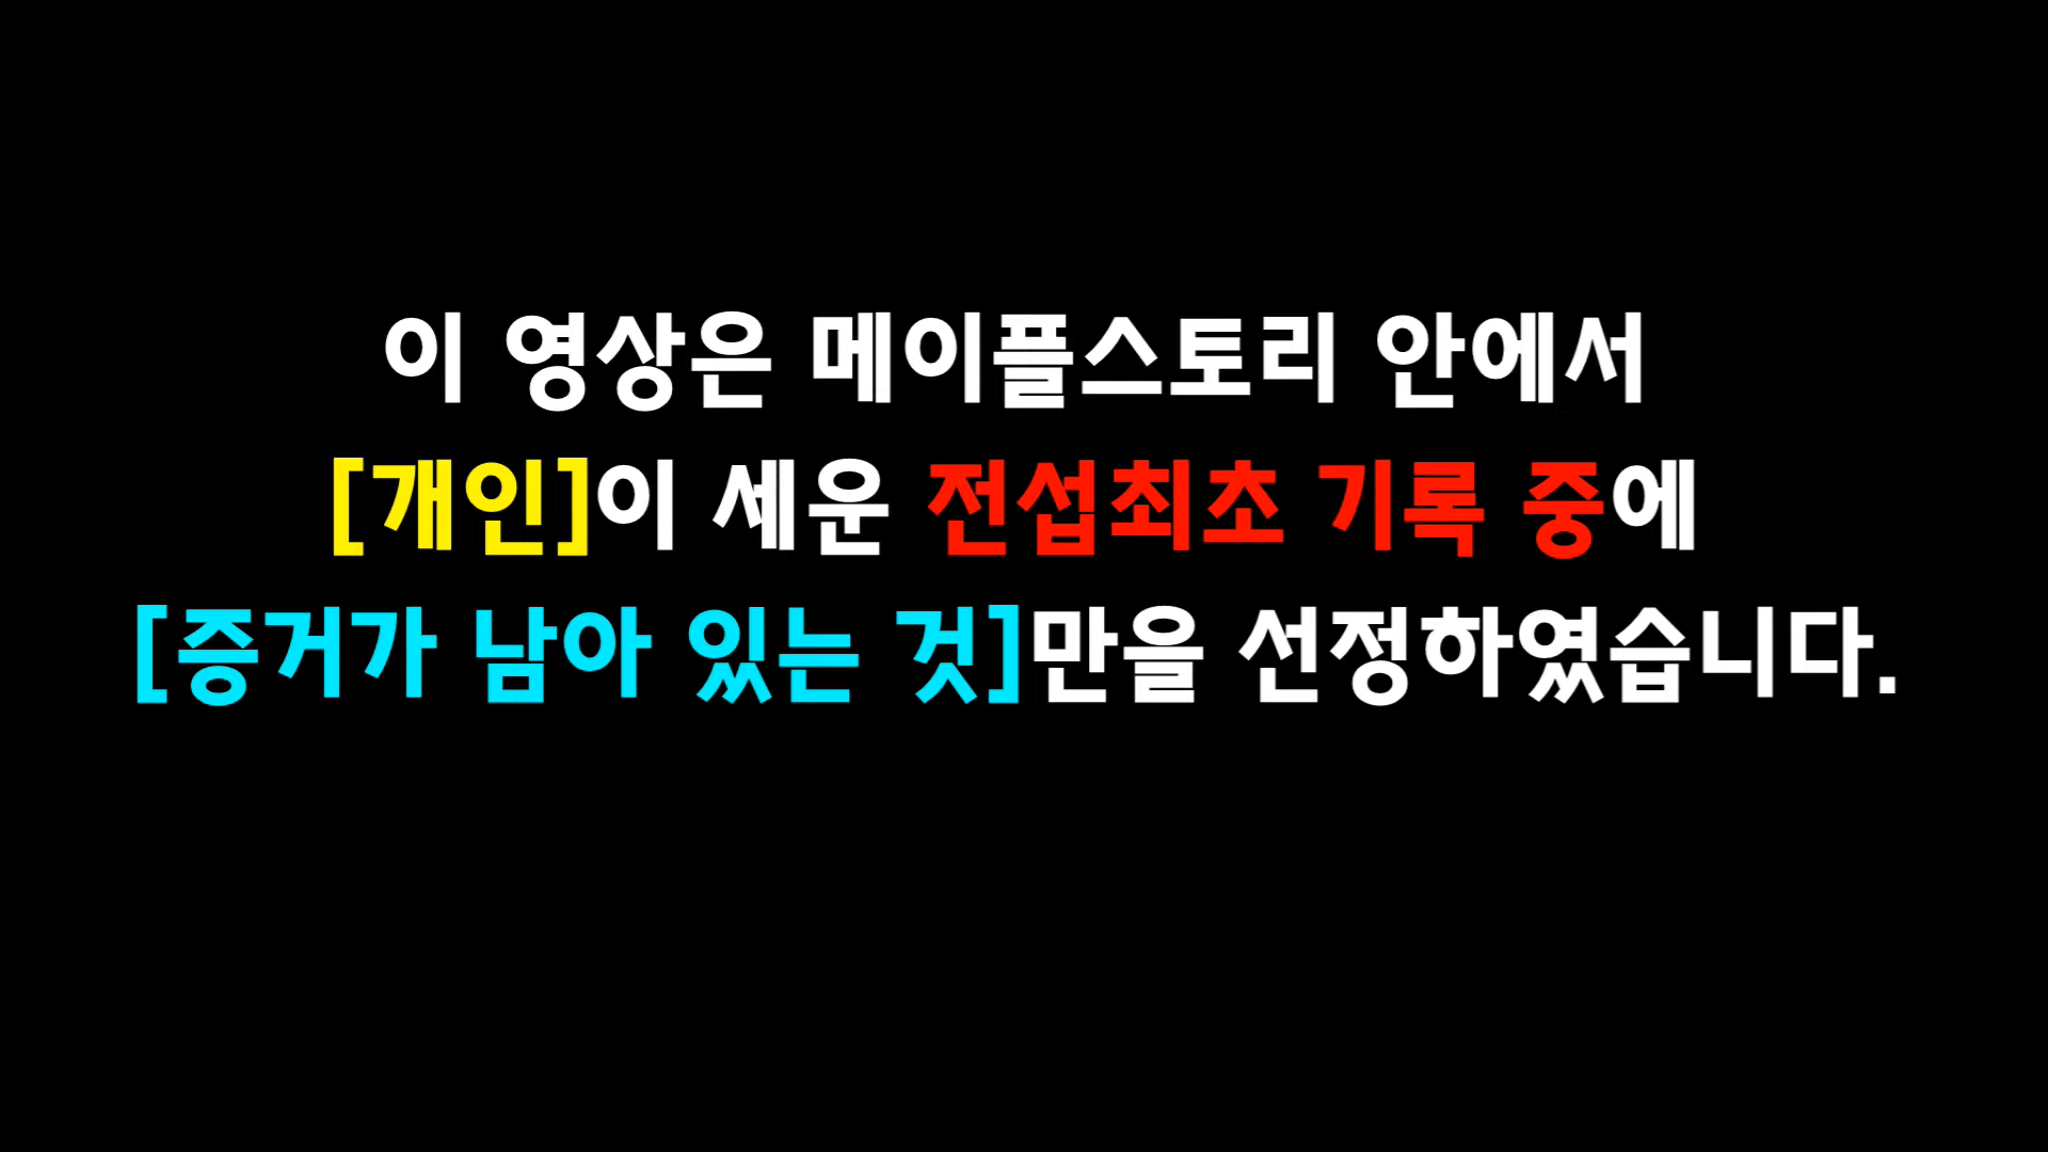 이 영상은 메이플스토리 안에서
[개인]이 세운 전섭최초 기록 중에
[증거가 남아 있는 것]만을 선정하였습니다.